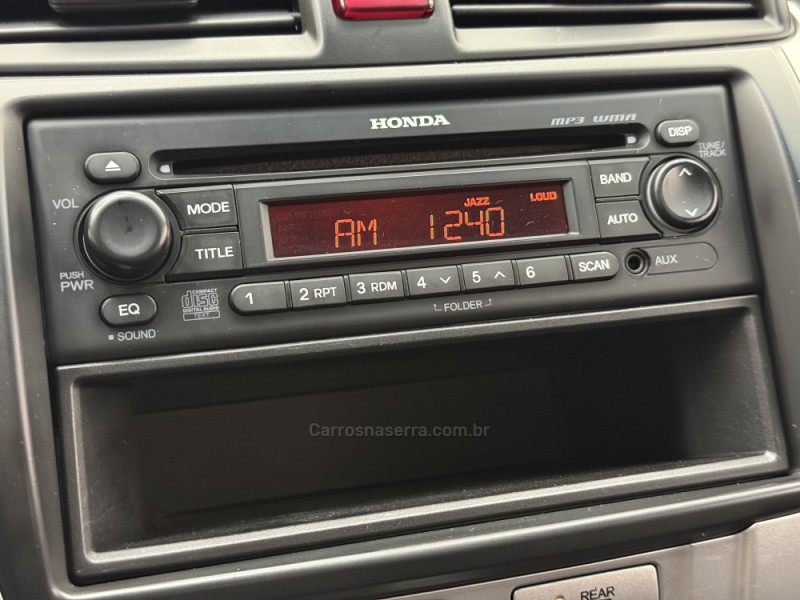 HONDA
MP3 WMA
DISP
TUNE/
TRACK
VOL
MODE
JAZZ
LOUD
AM 1240
BAND
TITLE
AUTO
PUSH
PWR
COMPACT
disc
DIGITAL AUDIO
TEXT
1
2 RPT
3 RDM
4
5
6
SCAN
AUX
FOLDER
EQ
SOUND
Carrosnaserra.com.br
REAR